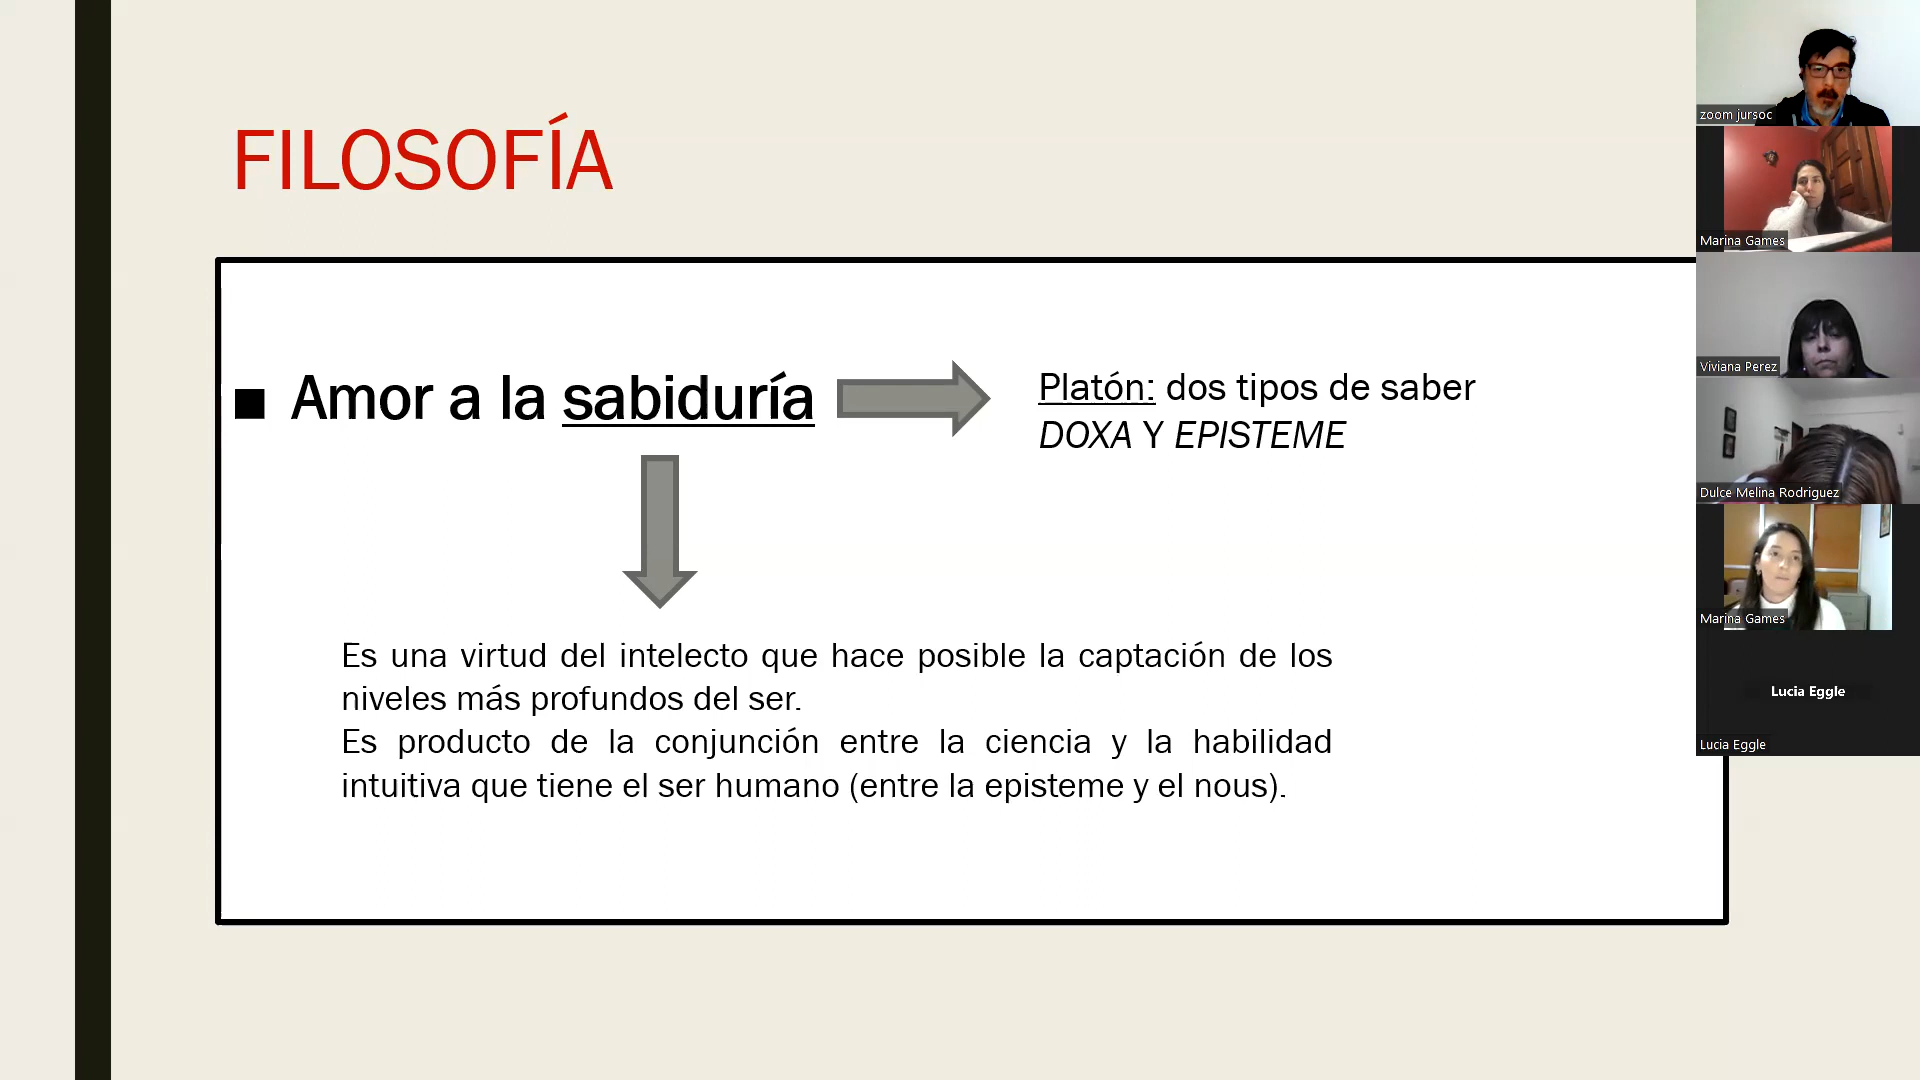 FILOSOFÍA
■ Amor a la sabiduría
Platón: dos tipos de saber
DOXA Y EPISTEME
Es una virtud del intelecto que hace posible la captación de los
niveles más profundos del ser.
Es producto de la conjunción entre la ciencia y la habilidad
intuitiva que tiene el ser humano (entre la episteme y el nous).
zoom jursoc
Marina Games
Viviana Perez
Dulce Melina Rodriguez
Marina Games
Lucia Eggle
Lucia Eggle